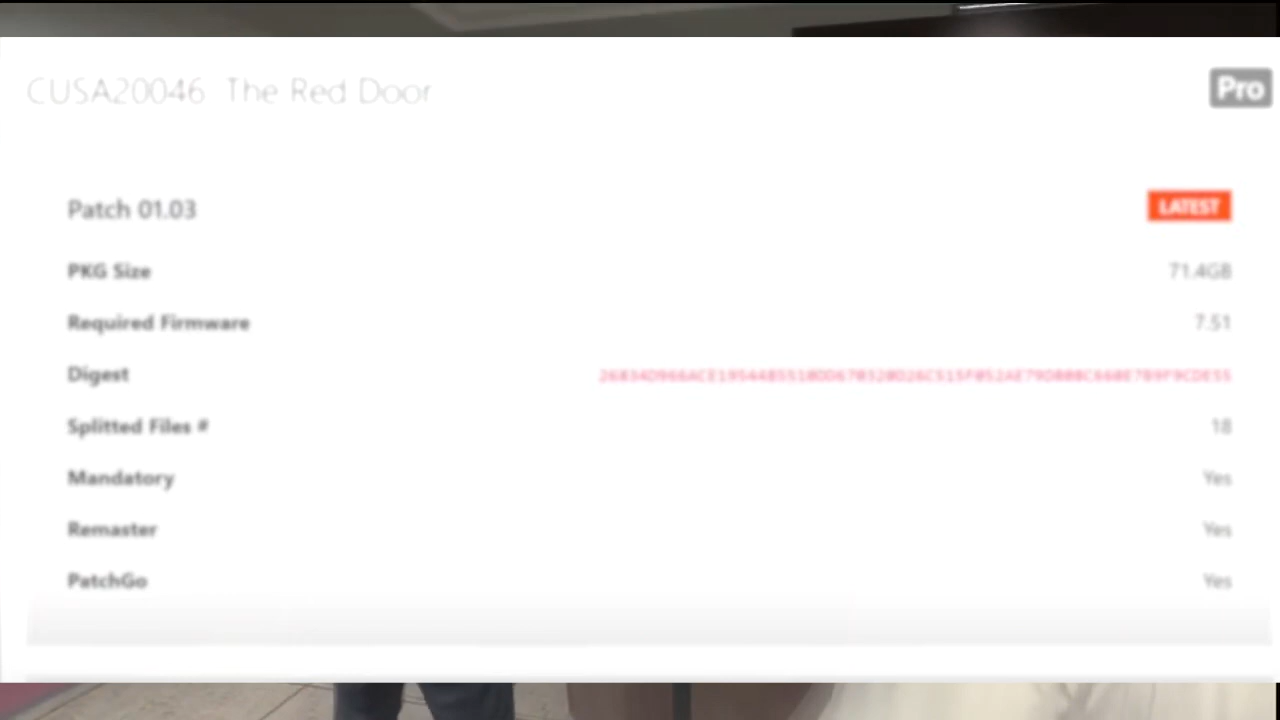 CUSA20046 The Red Door
Pro
Patch 01.03
LATEST
PKG Size
71.4GB
Required Firmware
7.51
Digest
Splitted Files #
18
Mandatory
Yes
Remaster
Yes
PatchGo
Yes